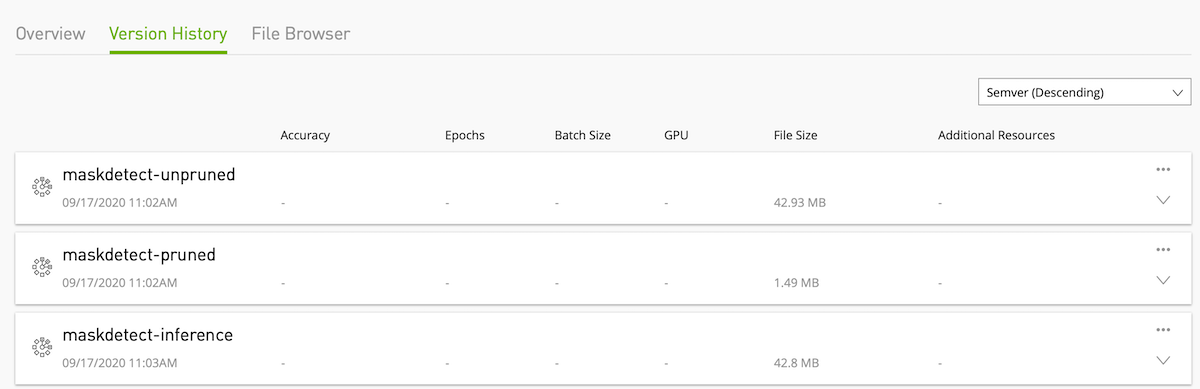 Overview Version History File Browser
Semver (Descending)
Accuracy Epochs Batch Size GPU File Size Additional Resources
maskdetect-unpruned
09/17/2020 11:02AM - - - - 42.93 MB -
maskdetect-pruned
09/17/2020 11:02AM - - - - 1.49 MB -
maskdetect-inference
09/17/2020 11:03AM - - - - 42.8 MB -